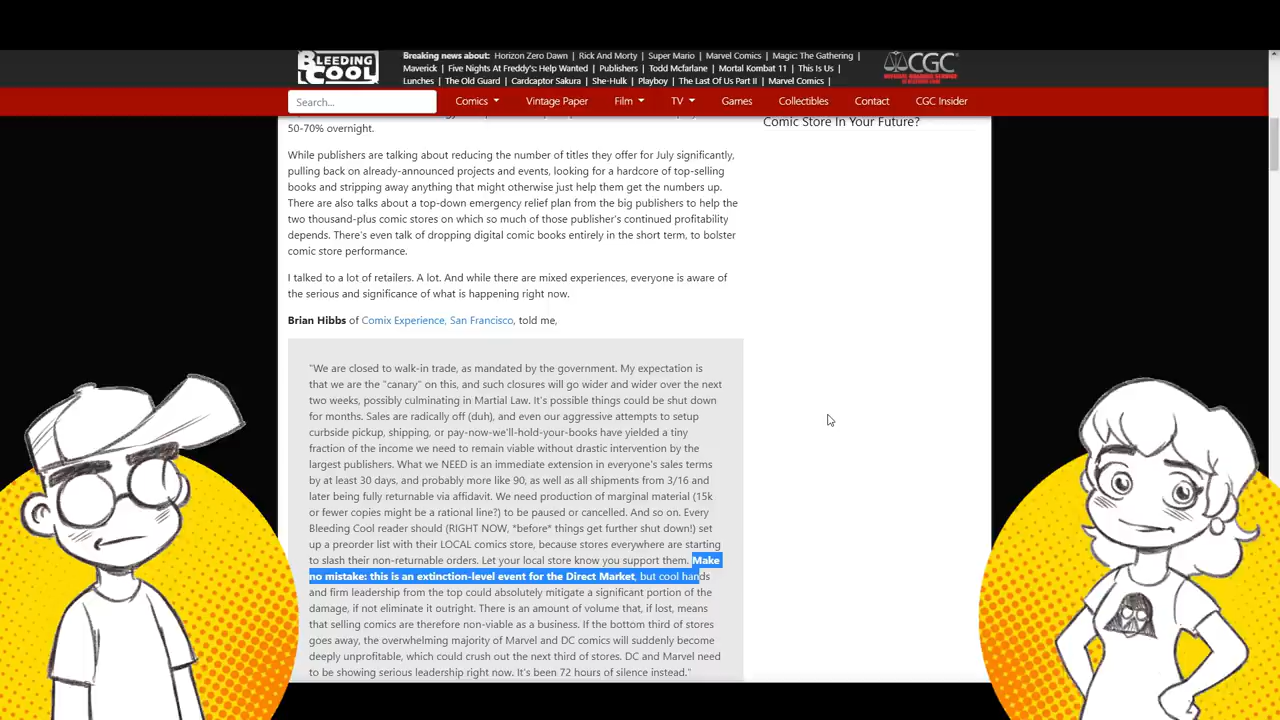 BLEEDING COOL
Breaking news about: Horizon Zero Dawn | Rick And Morty | Super Mario | Marvel Comics | Magic: The Gathering |
Maverick | Five Nights At Freddy's: Help Wanted | Publishers | Todd Mcfarlane | Mortal Kombat 11 | This Is Us |
Lunches | The Old Guard | Cardcaptor Sakura | She-Hulk | Playboy | The Last Of Us Part II | Marvel Comics |
CGC
Search...
Comics
Vintage Paper
Film
TV
Games
Collectibles
Contact
CGC Insider
Comic Store In Your Future?
50-70% overnight.
While publishers are talking about reducing the number of titles they offer for July significantly,
pulling back on already-announced projects and events, looking for a hardcore of top-selling
books and stripping away anything that might otherwise just help them get the numbers up.
There are also talks about a top-down emergency relief plan from the big publishers to help the
two thousand-plus comic stores on which so much of those publisher's continued profitability
depends. There's even talk of dropping digital comic books entirely in the short term, to bolster
comic store performance.
I talked to a lot of retailers. A lot. And while there are mixed experiences, everyone is aware of
the serious and significance of what is happening right now.
Brian Hibbs of Comix Experience, San Francisco, told me,
"We are closed to walk-in trade, as mandated by the government. My expectation is
that we are the "canary" on this, and such closures will go wider and wider over the next
two weeks, possibly culminating in Martial Law. It's possible things could be shut down
for months. Sales are radically off (duh), and even our aggressive attempts to setup
curbside pickup, shipping, or pay-now-we'll-hold-your-books have yielded a tiny
fraction of the income we need to remain viable without drastic intervention by the
largest publishers. What we NEED is an immediate extension in everyone's sales terms
by at least 30 days, and probably more like 90, as well as all shipments from 3/16 and
later being fully returnable via affidavit. We need production of marginal material (15k
or fewer copies might be a rational line?) to be paused or cancelled. And so on. Every
Bleeding Cool reader should (RIGHT NOW, *before* things get further shut down!) set
up a preorder list with their LOCAL comics store, because stores everywhere are starting
to slash their non-returnable orders. Let your local store know you support them. Make
no mistake: this is an extinction-level event for the Direct Market, but cool hands
and firm leadership from the top could absolutely mitigate a significant portion of the
damage, if not eliminate it outright. There is an amount of volume that, if lost, means
that selling comics are therefore non-viable as a business. If the bottom third of stores
goes away, the overwhelming majority of Marvel and DC comics will suddenly become
deeply unprofitable, which could crush out the next third of stores. DC and Marvel need
to be showing serious leadership right now. It's been 72 hours of silence instead."